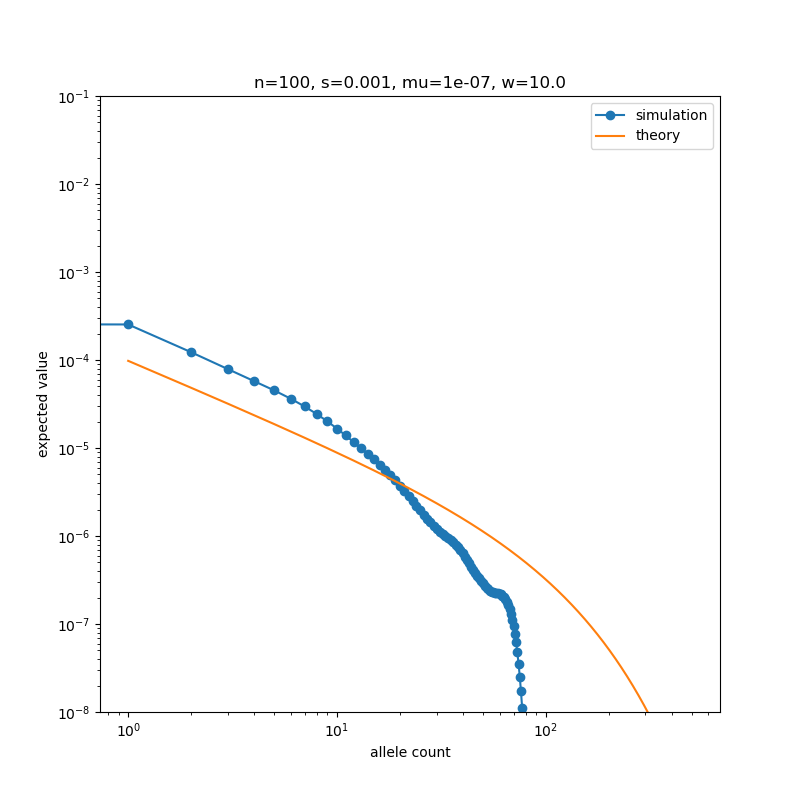 n=100, s=0.001, mu=1e-07, w=10.0
simulation
theory
10⁻¹
10⁻²
10⁻³
10⁻⁴
10⁻⁵
10⁻⁶
10⁻⁷
10⁻⁸
expected value
10⁰
10¹
10²
allele count